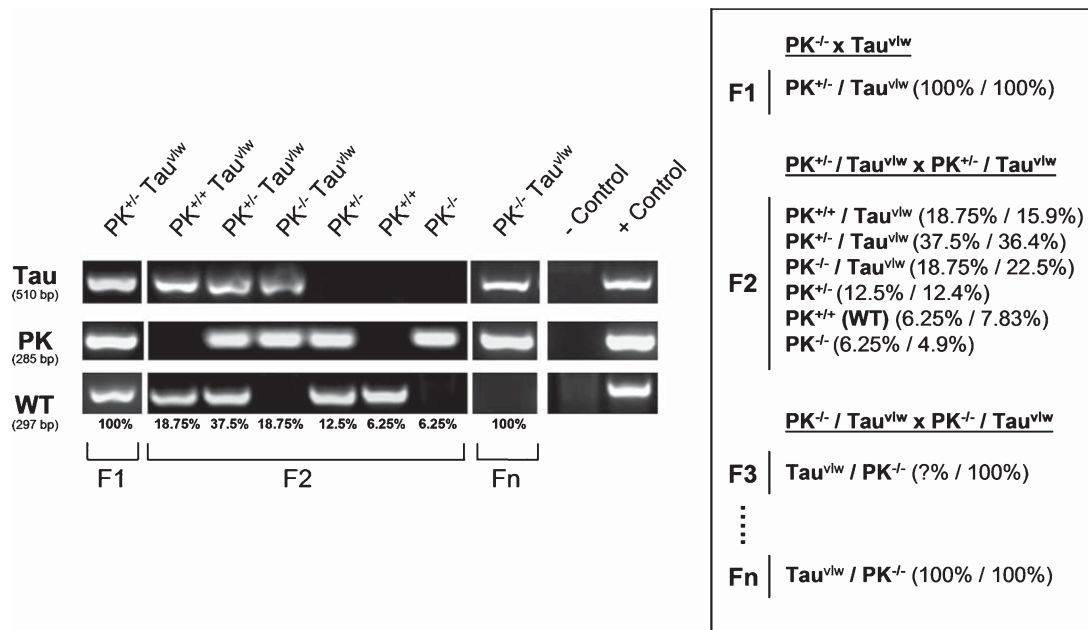 PK+/- Tauvlw
PK+/+ Tauvlw
PK+/- Tauvlw
PK-/- Tauvlw
PK+/-
PK+/+
PK-/-
PK-/- Tauvlw
- Control
+ Control
Tau
(510 bp)
PK
(285 bp)
WT
(297 bp)
100% 18.75% 37.5% 18.75% 12.5% 6.25% 6.25% 100%
F1 F2 Fn
PK-/- x Tauvlw
F1 PK+/- / Tauvlw (100% / 100%)
PK+/- / Tauvlw x PK+/- / Tauvlw
PK+/+ / Tauvlw (18.75% / 15.9%)
PK+/- / Tauvlw (37.5% / 36.4%)
PK-/- / Tauvlw (18.75% / 22.5%)
F2
PK+/- (12.5% / 12.4%)
PK+/+ (WT) (6.25% / 7.83%)
PK-/- (6.25% / 4.9%)
PK-/- / Tauvlw x PK-/- / Tauvlw
F3 Tauvlw / PK-/- (?% / 100%)
Fn Tauvlw / PK-/- (100% / 100%)